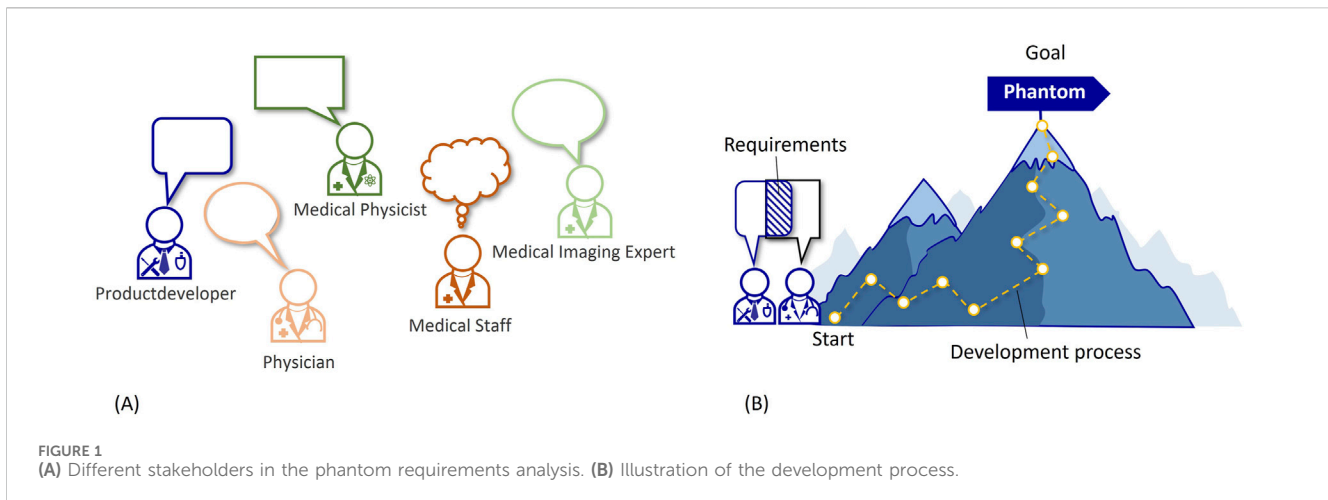 Productdeveloper
Physician
Medical Physicist
Medical Staff
Medical Imaging Expert
(A)
Goal
Phantom
Requirements
Start
Development process
(B)
FIGURE 1
(A) Different stakeholders in the phantom requirements analysis. (B) Illustration of the development process.